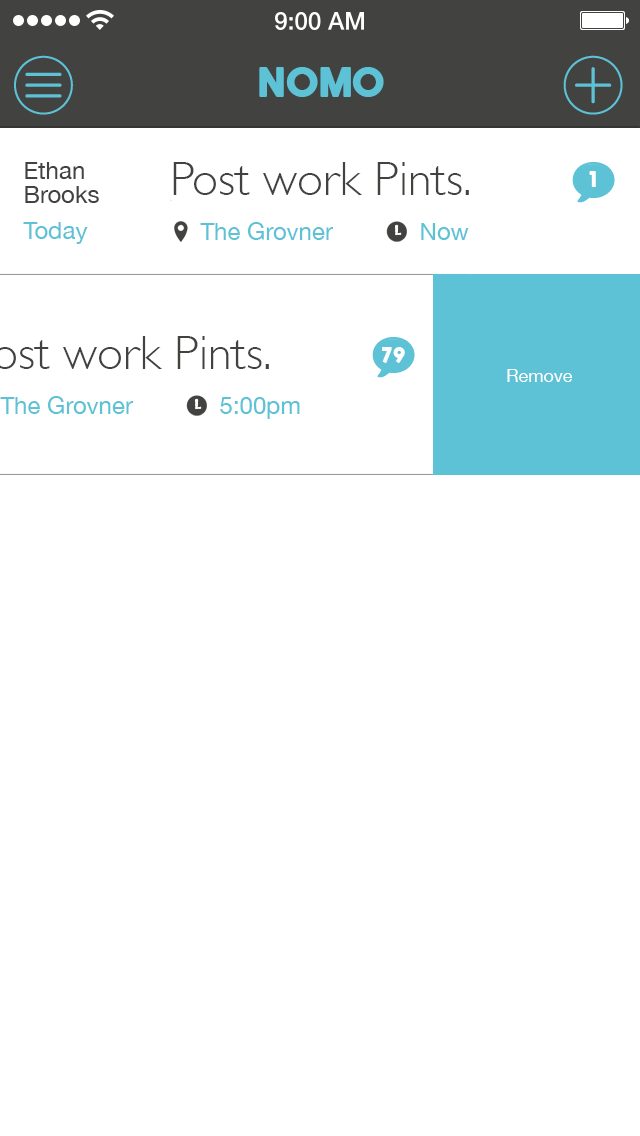 9:00 AM
NOMO
Ethan
Brooks
Today
Post work Pints.
The Grovner
Now
1
ost work Pints.
The Grovner
5:00pm
79
Remove